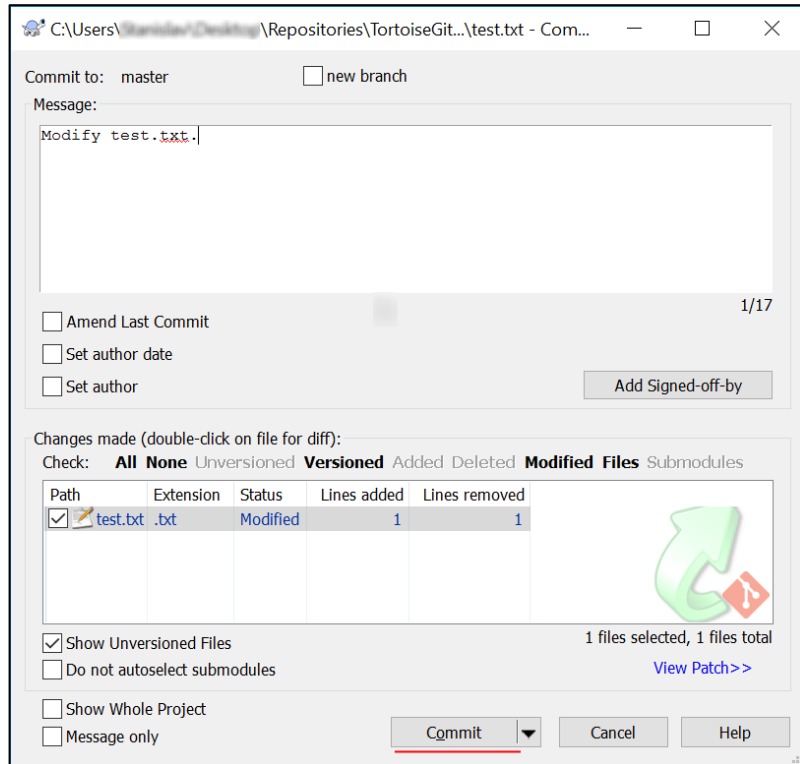 C:\Users\ \Repositories\TortoiseGit...\test.txt - Com...
Commit to: master new branch
Message:
Modify test.txt.
1/17
Amend Last Commit
Set author date
Set author Add Signed-off-by
Changes made (double-click on file for diff):
Check: All None Unversioned Versioned Added Deleted Modified Files Submodules
Path Extension Status Lines added Lines removed
test.txt .txt Modified 1 1
Show Unversioned Files 1 files selected, 1 files total
Do not autoselect submodules View Patch>>
Show Whole Project
Message only Commit Cancel Help